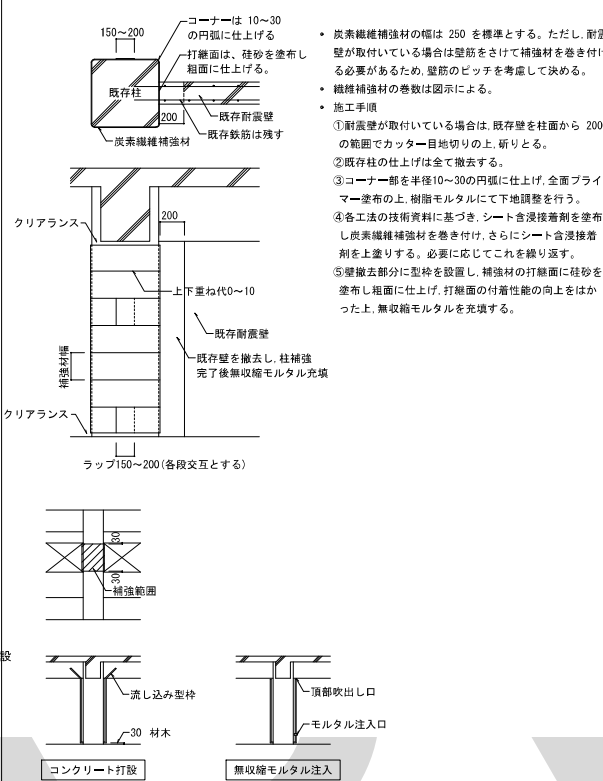 コーナーは 10～30
の円弧に仕上げる
150～200
打継面は、硅砂を塗布し
粗面に仕上げる。
既存柱
200
既存耐震壁
既存鉄筋は残す
炭素繊維補強材
• 炭素繊維補強材の幅は 250 を標準とする。ただし, 耐震
壁が取付いている場合は壁筋をさけて補強材を巻き付け
る必要があるため, 壁筋のピッチを考慮して決める。
• 繊維補強材の巻数は図示による。
• 施工手順
①耐震壁が取付いている場合は, 既存壁を柱面から 200
の範囲でカッター目地切りの上, 斫りとる。
②既存柱の仕上げは全て撤去する。
③コーナー部を半径10～30の円弧に仕上げ, 全面プライ
マー塗布の上, 樹脂モルタルにて下地調整を行う。
④各工法の技術資料に基づき, シート含浸接着剤を塗布
し炭素繊維補強材を巻き付け, さらにシート含浸接着
剤を上塗りする。必要に応じてこれを繰り返す。
⑤壁撤去部分に型枠を設置し, 補強材の打継面に硅砂を
塗布し粗面に仕上げ, 打継面の付着性能の向上をはか
った上, 無収縮モルタルを充填する。
クリアランス
200
上下重ね代0～10
既存耐震壁
補強材幅
既存壁を撤去し, 柱補強
完了後無収縮モルタル充填
クリアランス
ラップ150～200(各段交互とする)
30
30
補強範囲
設
流し込み型枠
30 材木
コンクリート打設
頂部吹出し口
モルタル注入口
無収縮モルタル注入